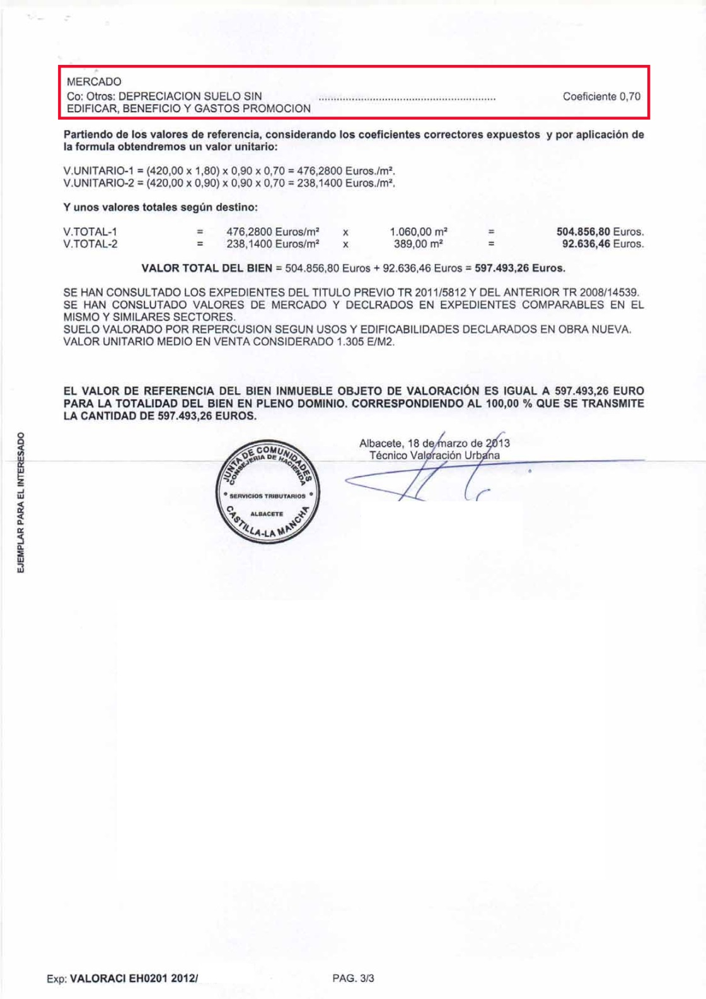 MERCADO
Co: Otros: DEPRECIACION SUELO SIN ............................................................ Coeficiente 0,70
EDIFICAR, BENEFICIO Y GASTOS PROMOCION
Partiendo de los valores de referencia, considerando los coeficientes correctores expuestos y por aplicación de
la formula obtendremos un valor unitario:
V.UNITARIO-1 = (420,00 x 1,80) x 0,90 x 0,70 = 476,2800 Euros./m².
V.UNITARIO-2 = (420,00 x 0,90) x 0,90 x 0,70 = 238,1400 Euros./m².
Y unos valores totales según destino:
V.TOTAL-1 = 476,2800 Euros/m² x 1.060,00 m² = 504.856,80 Euros.
V.TOTAL-2 = 238,1400 Euros/m² x 389,00 m² = 92.636,46 Euros.
VALOR TOTAL DEL BIEN = 504.856,80 Euros + 92.636,46 Euros = 597.493,26 Euros.
SE HAN CONSULTADO LOS EXPEDIENTES DEL TITULO PREVIO TR 2011/5812 Y DEL ANTERIOR TR 2008/14539.
SE HAN CONSLUTADO VALORES DE MERCADO Y DECLRADOS EN EXPEDIENTES COMPARABLES EN EL
MISMO Y SIMILARES SECTORES.
SUELO VALORADO POR REPERCUSION SEGUN USOS Y EDIFICABILIDADES DECLARADOS EN OBRA NUEVA.
VALOR UNITARIO MEDIO EN VENTA CONSIDERADO 1.305 E/M2.
EL VALOR DE REFERENCIA DEL BIEN INMUEBLE OBJETO DE VALORACIÓN ES IGUAL A 597.493,26 EURO
PARA LA TOTALIDAD DEL BIEN EN PLENO DOMINIO. CORRESPONDIENDO AL 100,00 % QUE SE TRANSMITE
LA CANTIDAD DE 597.493,26 EUROS.
Albacete, 18 de marzo de 2013
Técnico Valoración Urbana
JUNTA DE COMUNIDADES
CONSEJERIA DE HACIENDA
SERVICIOS TRIBUTARIOS
ALBACETE
CASTILLA-LA MANCHA
EJEMPLAR PARA EL INTERESADO
Exp: VALORACI EH0201 2012/ PAG. 3/3